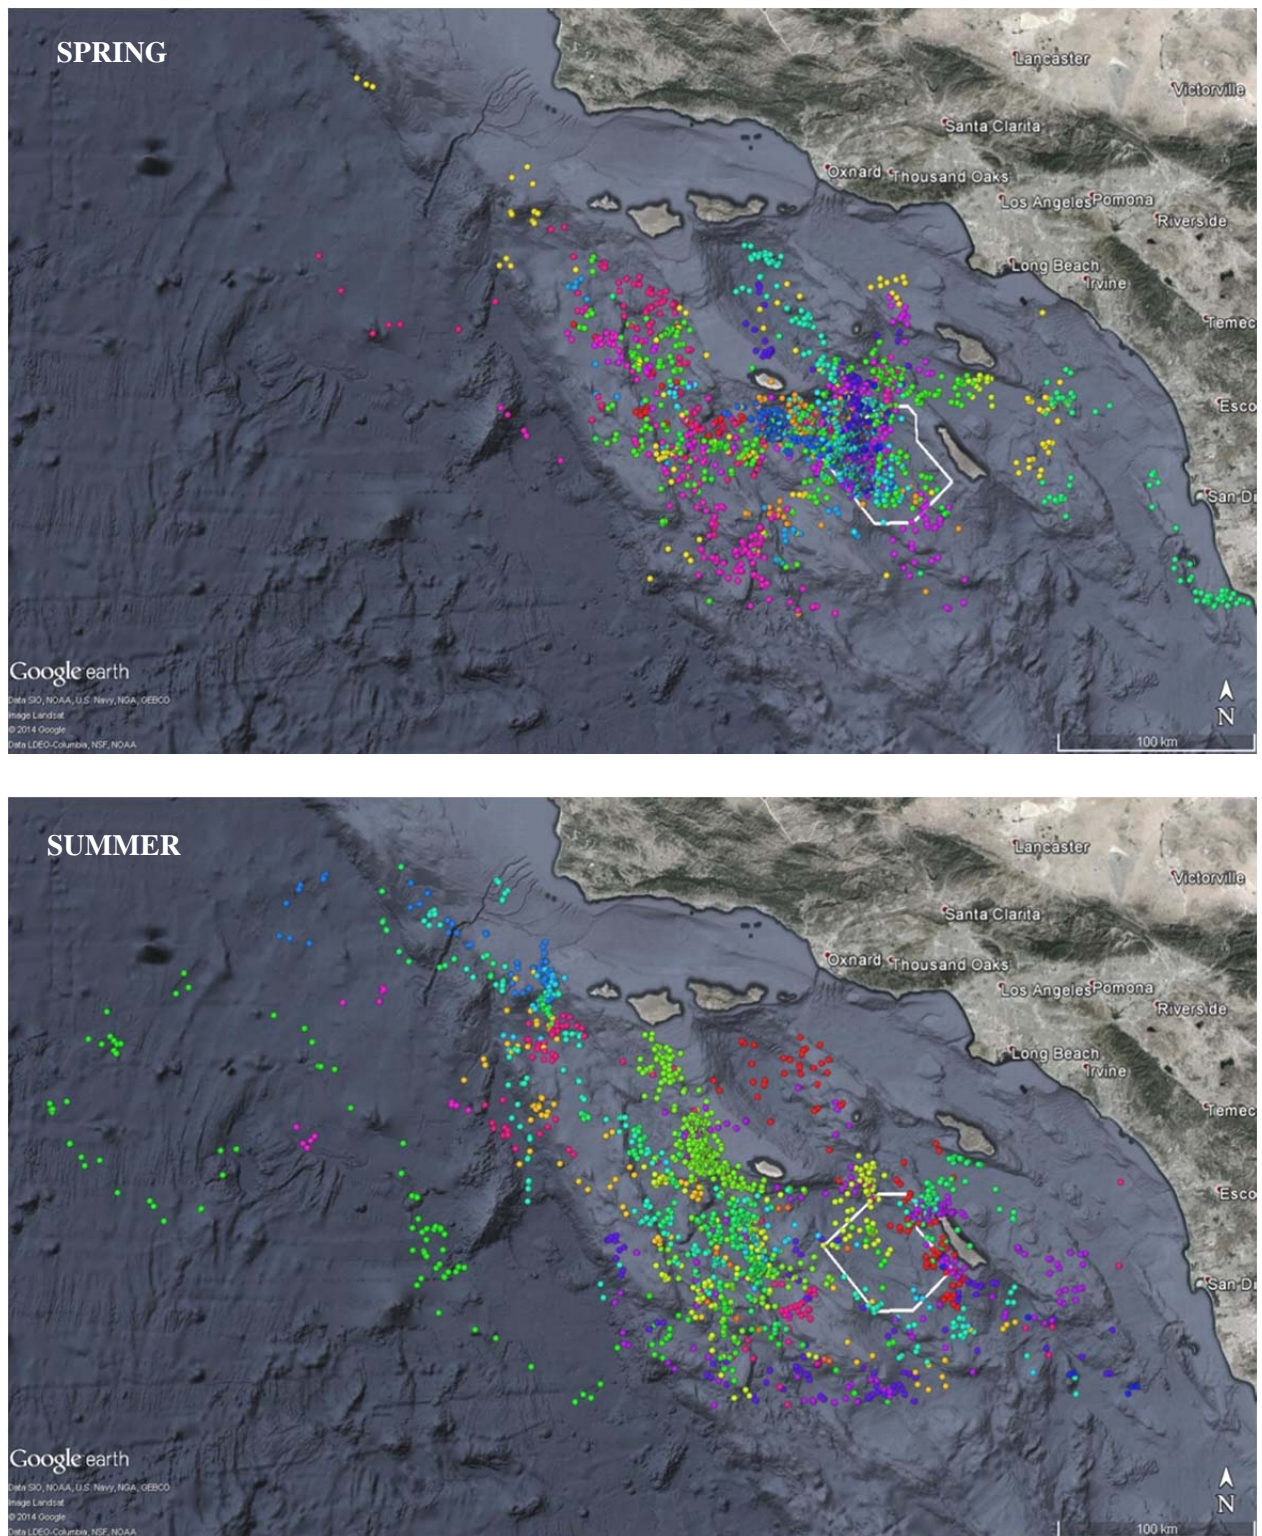 SPRING
Lancaster
Victorville
Santa Clarita
Oxnard
Thousand Oaks
Los Angeles
Pomona
Riverside
Long Beach
Irvine
Temec
Esco
San Di
Google earth
Data SIO, NOAA, U.S. Navy, NGA, GEBCO
Image Landsat
© 2014 Google
Data LDEO-Columbia, NSF, NOAA
N
100 km
SUMMER
Lancaster
Victorville
Santa Clarita
Oxnard
Thousand Oaks
Los Angeles
Pomona
Riverside
Long Beach
Irvine
Temec
Esco
San Di
Google earth
Data SIO, NOAA, U.S. Navy, NGA, GEBCO
Image Landsat
© 2014 Google
Data LDEO-Columbia, NSF, NOAA
N
100 km